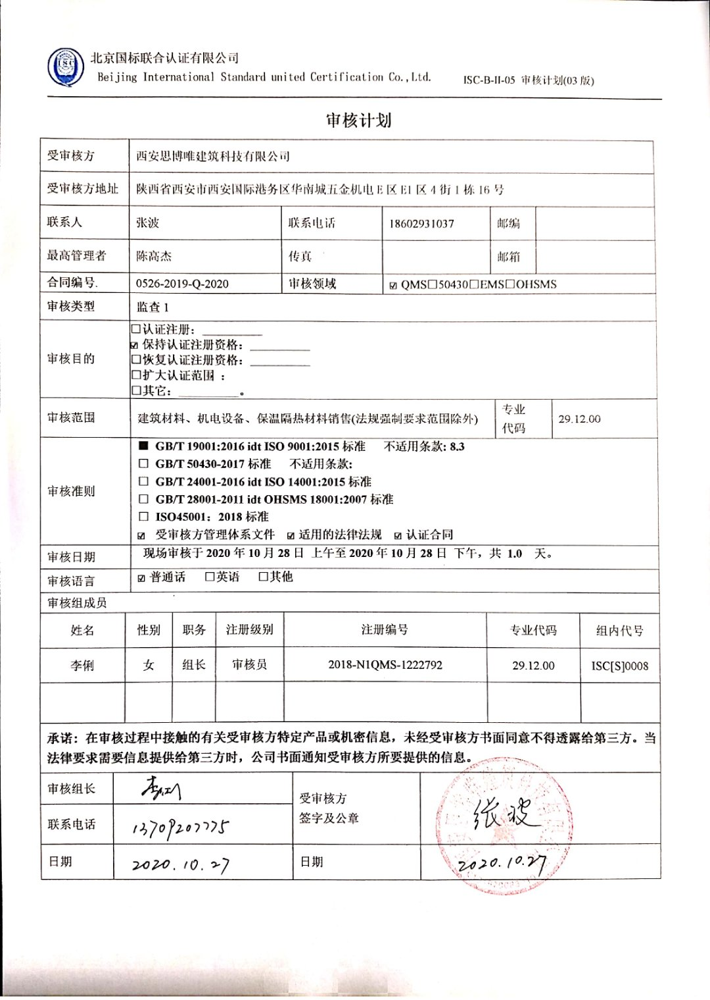 北京国标联合认证有限公司
Beijing International Standard united Certification Co.,Ltd.
ISC-B-II-05 审核计划(03 版)
审核计划
受审核方 西安思博唯建筑科技有限公司
受审核方地址 陕西省西安市西安国际港务区华南城五金机电 E 区 E1 区 4 街 1 栋 16 号
联系人 张波 联系电话 18602931037 邮编
最高管理者 陈高杰 传真 邮箱
合同编号. 0526-2019-Q-2020 审核领域 ☑ QMS□50430□EMS□OHSMS
审核类型 监查 1
审核目的
□认证注册：__________
☑ 保持认证注册资格：__________
□恢复认证注册资格：__________
□扩大认证范围 ：
□其它：__________。
审核范围 建筑材料、机电设备、保温隔热材料销售(法规强制要求范围除外) 专业代码 29.12.00
审核准则
■ GB/T 19001:2016 idt ISO 9001:2015 标准 不适用条款: 8.3
□ GB/T 50430-2017 标准 不适用条款:
□ GB/T 24001-2016 idt ISO 14001:2015 标准
□ GB/T 28001-2011 idt OHSMS 18001:2007 标准
□ ISO45001：2018 标准
☑ 受审核方管理体系文件 ☑ 适用的法律法规 ☑ 认证合同
审核日期 现场审核于 2020 年 10 月 28 日 上午至 2020 年 10 月 28 日 下午，共 1.0 天。
审核语言 ☑ 普通话 □英语 □其他
审核组成员
姓名 性别 职务 注册级别 注册编号 专业代码 组内代号
李俐 女 组长 审核员 2018-N1QMS-1222792 29.12.00 ISC[S]0008
承诺：在审核过程中接触的有关受审核方特定产品或机密信息，未经受审核方书面同意不得透露给第三方。当
法律要求需要信息提供给第三方时，公司书面通知受审核方所要提供的信息。
审核组长 李俐
受审核方
签字及公章
张波
联系电话 13709207775
日期 2020.10.27 日期 2020.10.27